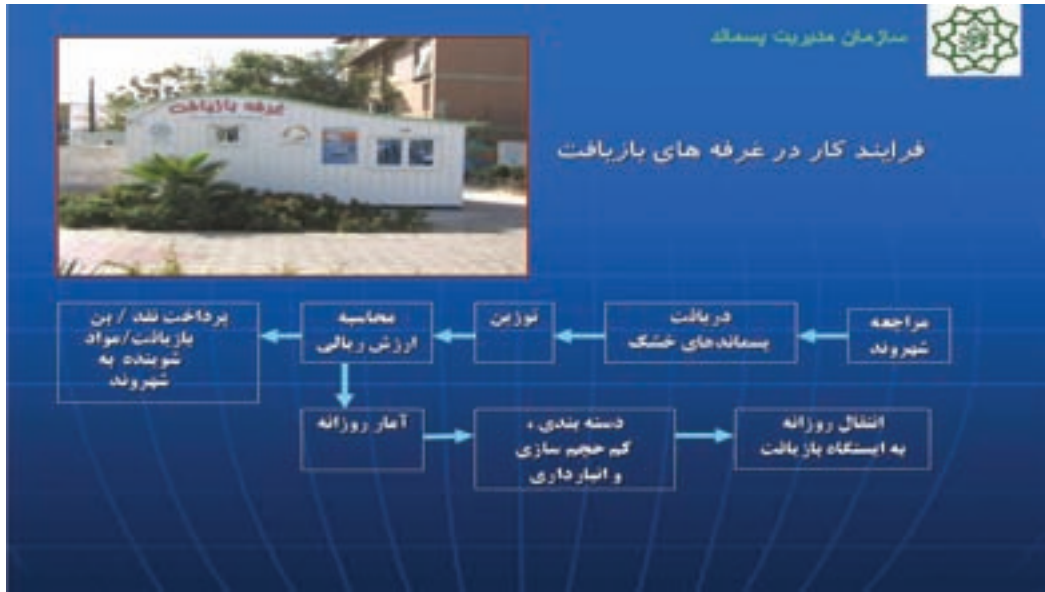 سازمان مدیریت پسماند
غرفه بازیافت
فرایند کار در غرفه های بازیافت
مراجعه
شهروند
دریافت
پسماندهای خشک
توزین
محاسبه
ارزش ریالی
پرداخت نقد / بن
بازیافت/مواد
شوینده به
شهروند
آمار روزانه
دسته بندی ،
کم حجم سازی
و انبارداری
انتقال روزانه
به ایستگاه بازیافت